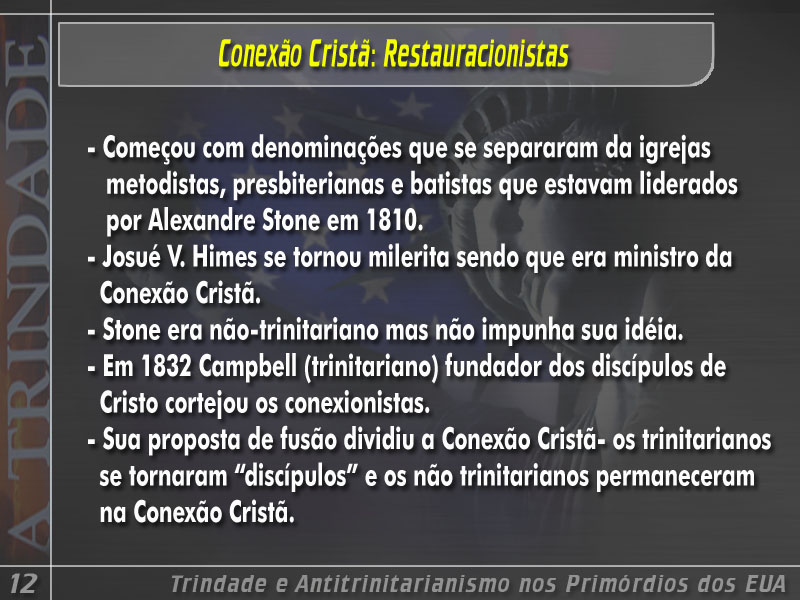 Conexão Cristã: Restauracionistas
- Começou com denominações que se separaram da igrejas
metodistas, presbiterianas e batistas que estavam liderados
por Alexandre Stone em 1810.
- Josué V. Himes se tornou milerita sendo que era ministro da
Conexão Cristã.
- Stone era não-trinitariano mas não impunha sua idéia.
- Em 1832 Campbell (trinitariano) fundador dos discípulos de
Cristo cortejou os conexionistas.
- Sua proposta de fusão dividiu a Conexão Cristã- os trinitarianos
se tornaram “discípulos” e os não trinitarianos permaneceram
na Conexão Cristã.
A TRINDADE
12
Trindade e Antitrinitarianismo nos Primórdios dos EUA